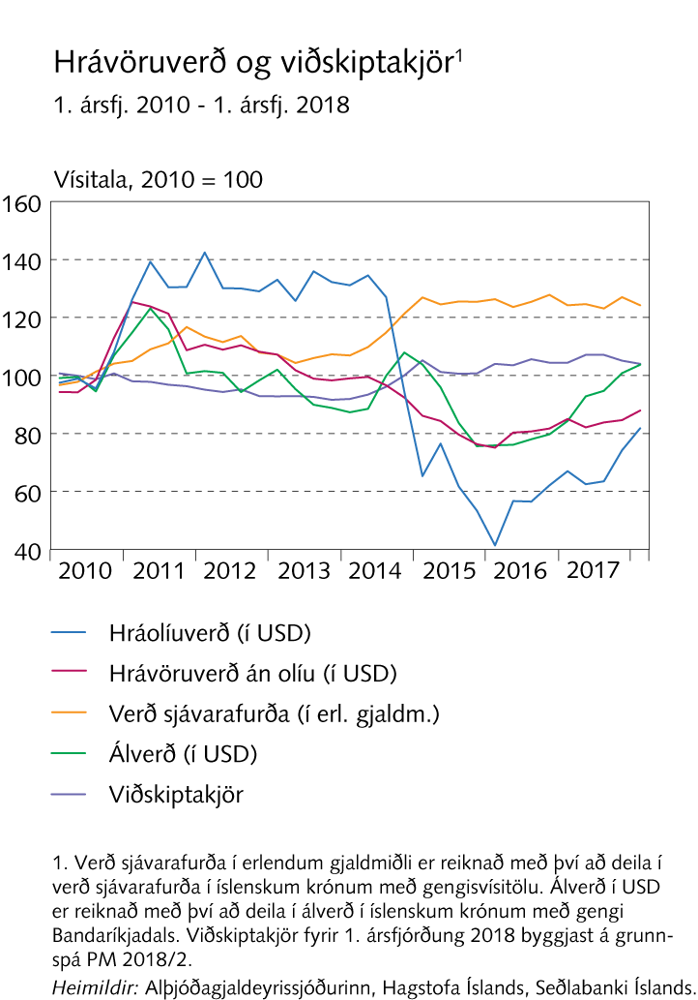 Hrávöruverð og viðskiptakjör¹
1. ársfj. 2010 - 1. ársfj. 2018
Vísitala, 2010 = 100
160
140
120
100
80
60
40
2010 2011 2012 2013 2014 2015 2016 2017
Hráolíuverð (í USD)
Hrávöruverð án olíu (í USD)
Verð sjávarafurða (í erl. gjaldm.)
Álverð (í USD)
Viðskiptakjör
1. Verð sjávarafurða í erlendum gjaldmiðli er reiknað með því að deila í
verð sjávarafurða í íslenskum krónum með gengisvísitölu. Álverð í USD
er reiknað með því að deila í álverð í íslenskum krónum með gengi
Bandaríkjadals. Viðskiptakjör fyrir 1. ársfjórðung 2018 byggjast á grunn-
spá PM 2018/2.
Heimildir: Alþjóðagjaldeyrissjóðurinn, Hagstofa Íslands, Seðlabanki Íslands.